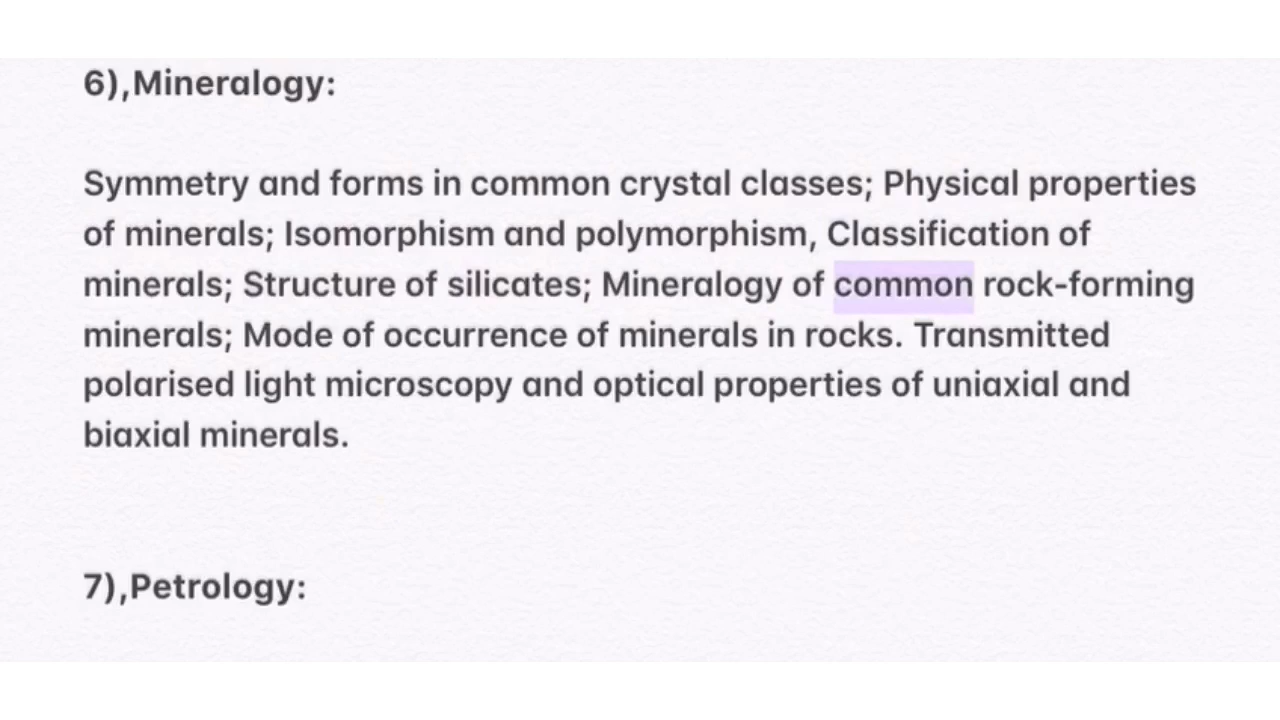 6),Mineralogy:
Symmetry and forms in common crystal classes; Physical properties
of minerals; Isomorphism and polymorphism, Classification of
minerals; Structure of silicates; Mineralogy of common rock-forming
minerals; Mode of occurrence of minerals in rocks. Transmitted
polarised light microscopy and optical properties of uniaxial and
biaxial minerals.
7),Petrology: